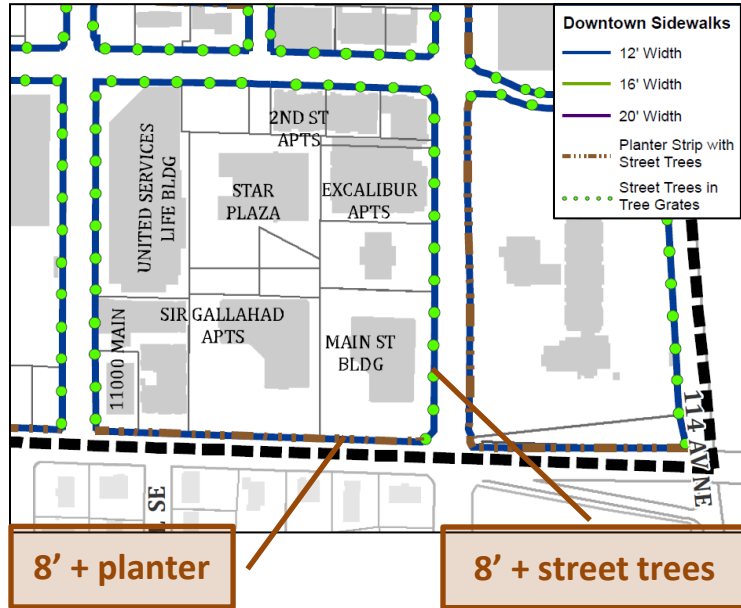 Downtown Sidewalks
12' Width
16' Width
20' Width
Planter Strip with
Street Trees
Street Trees in
Tree Grates
2ND ST
APTS
UNITED SERVICES
LIFE BLDG
STAR
PLAZA
EXCALIBUR
APTS
SIR GALLAHAD
APTS
11000 MAIN
MAIN ST
BLDG
114 AV NE
SE
8’ + planter
8’ + street trees